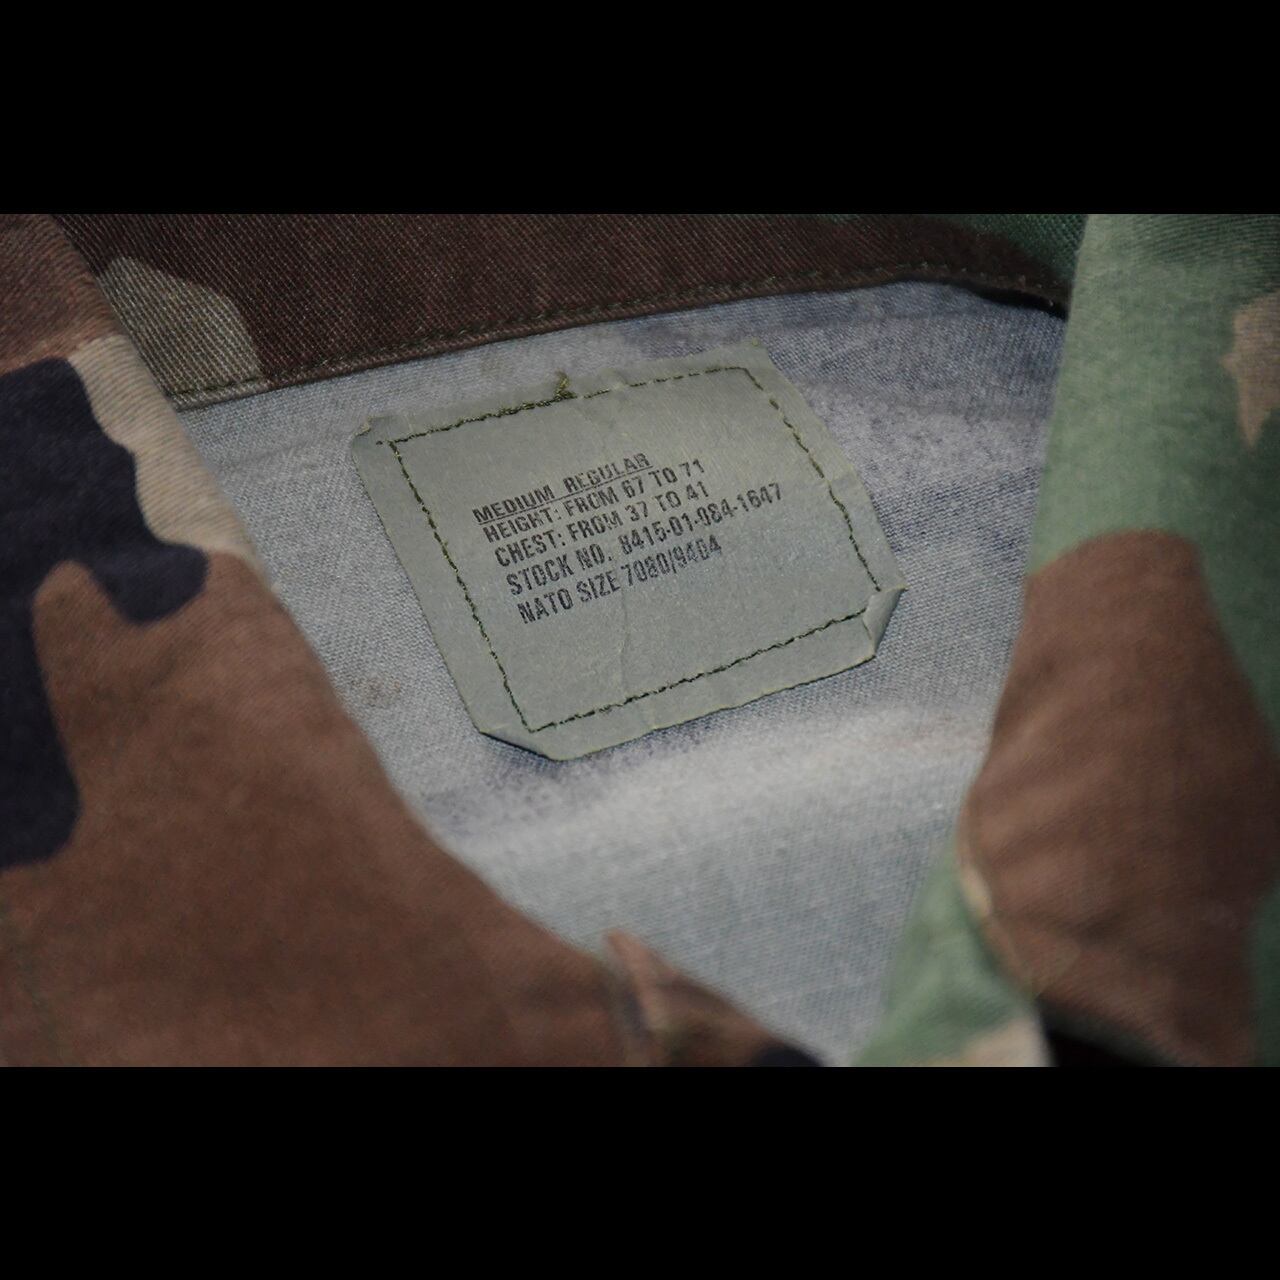 MEDIUM REGULAR
HEIGHT: FROM 67 TO 71
CHEST: FROM 37 TO 41
STOCK NO. 8415-01-084-1647
NATO SIZE 7080/9404